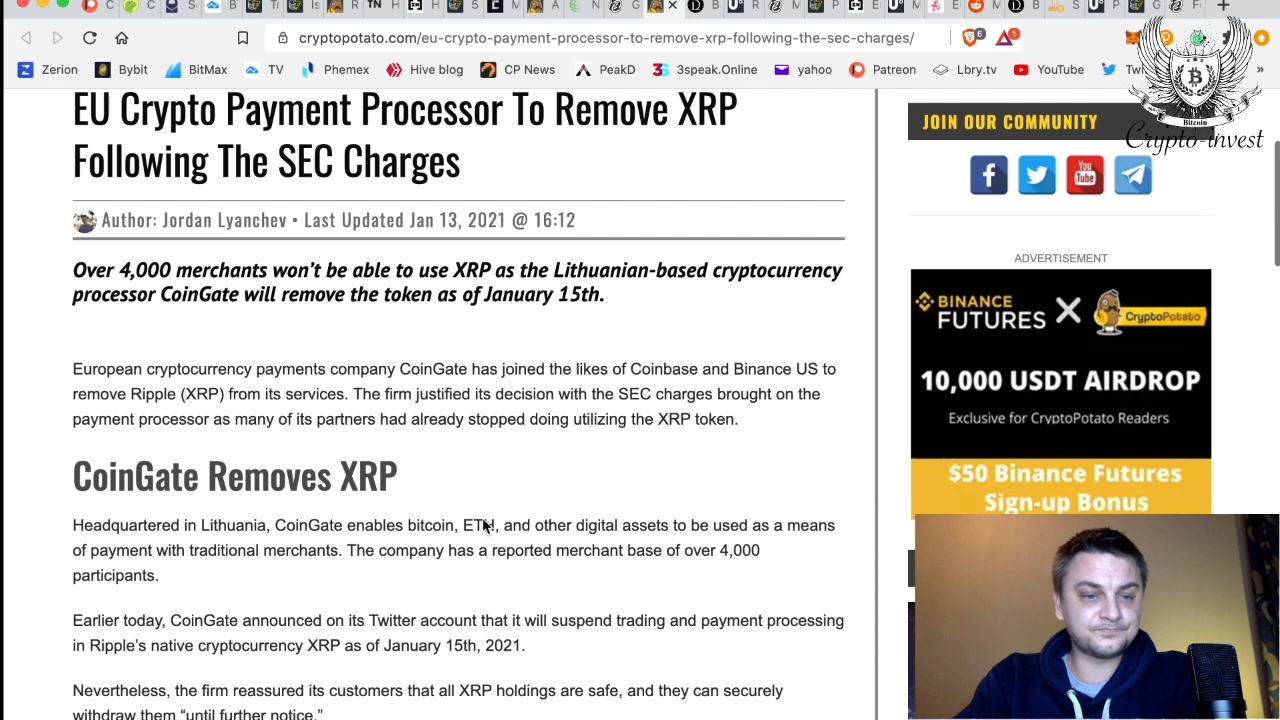 cryptopotato.com/eu-crypto-payment-processor-to-remove-xrp-following-the-sec-charges/
6
1
Zerion
Bybit
BitMax
TV
Phemex
Hive blog
CP News
PeakD
3speak.Online
yahoo
Patreon
Lbry.tv
YouTube
»
Bitcoin
Crypto-invest
EU Crypto Payment Processor To Remove XRP
Following The SEC Charges
Author: Jordan Lyanchev • Last Updated Jan 13, 2021 @ 16:12
Over 4,000 merchants won’t be able to use XRP as the Lithuanian-based cryptocurrency
processor CoinGate will remove the token as of January 15th.
European cryptocurrency payments company CoinGate has joined the likes of Coinbase and Binance US to
remove Ripple (XRP) from its services. The firm justified its decision with the SEC charges brought on the
payment processor as many of its partners had already stopped doing utilizing the XRP token.
CoinGate Removes XRP
Headquartered in Lithuania, CoinGate enables bitcoin, ETH, and other digital assets to be used as a means
of payment with traditional merchants. The company has a reported merchant base of over 4,000
participants.
Earlier today, CoinGate announced on its Twitter account that it will suspend trading and payment processing
in Ripple’s native cryptocurrency XRP as of January 15th, 2021.
Nevertheless, the firm reassured its customers that all XRP holdings are safe, and they can securely
withdraw them “until further notice.”
JOIN OUR COMMUNITY
You
Tube
ADVERTISEMENT
BINANCE
FUTURES
CryptoPotato
10,000 USDT AIRDROP
Exclusive for CryptoPotato Readers
$50 Binance Futures
Sign-up Bonus